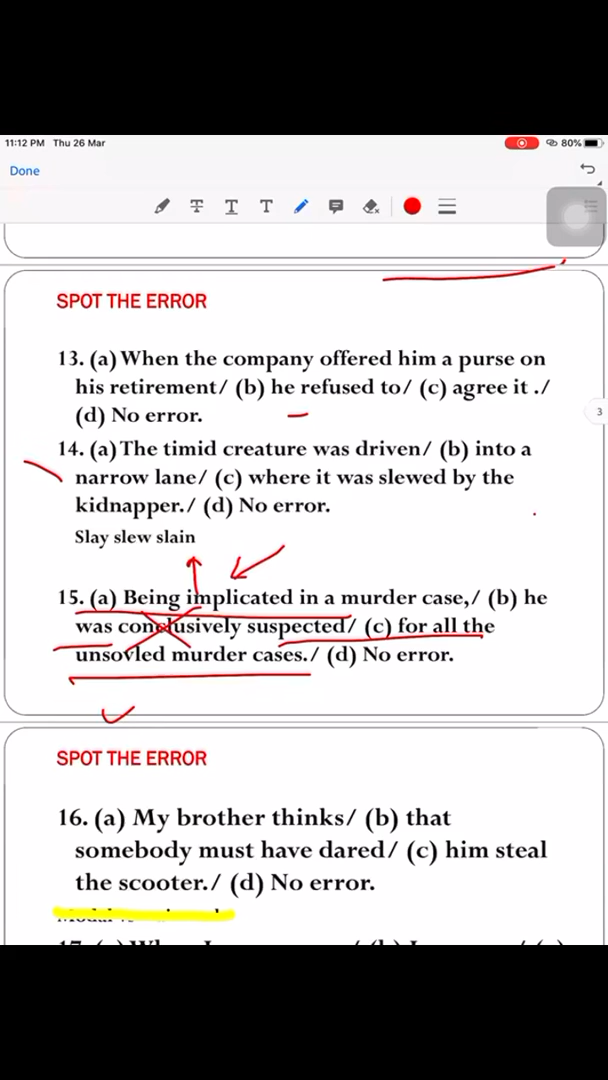 11:12 PM Thu 26 Mar
80%
Done
SPOT THE ERROR
13. (a) When the company offered him a purse on
his retirement/ (b) he refused to/ (c) agree it ./
(d) No error.
3
14. (a) The timid creature was driven/ (b) into a
narrow lane/ (c) where it was slewed by the
kidnapper./ (d) No error.
Slay slew slain
15. (a) Being implicated in a murder case,/ (b) he
was conclusively suspected/ (c) for all the
unsovled murder cases./ (d) No error.
SPOT THE ERROR
16. (a) My brother thinks/ (b) that
somebody must have dared/ (c) him steal
the scooter./ (d) No error.